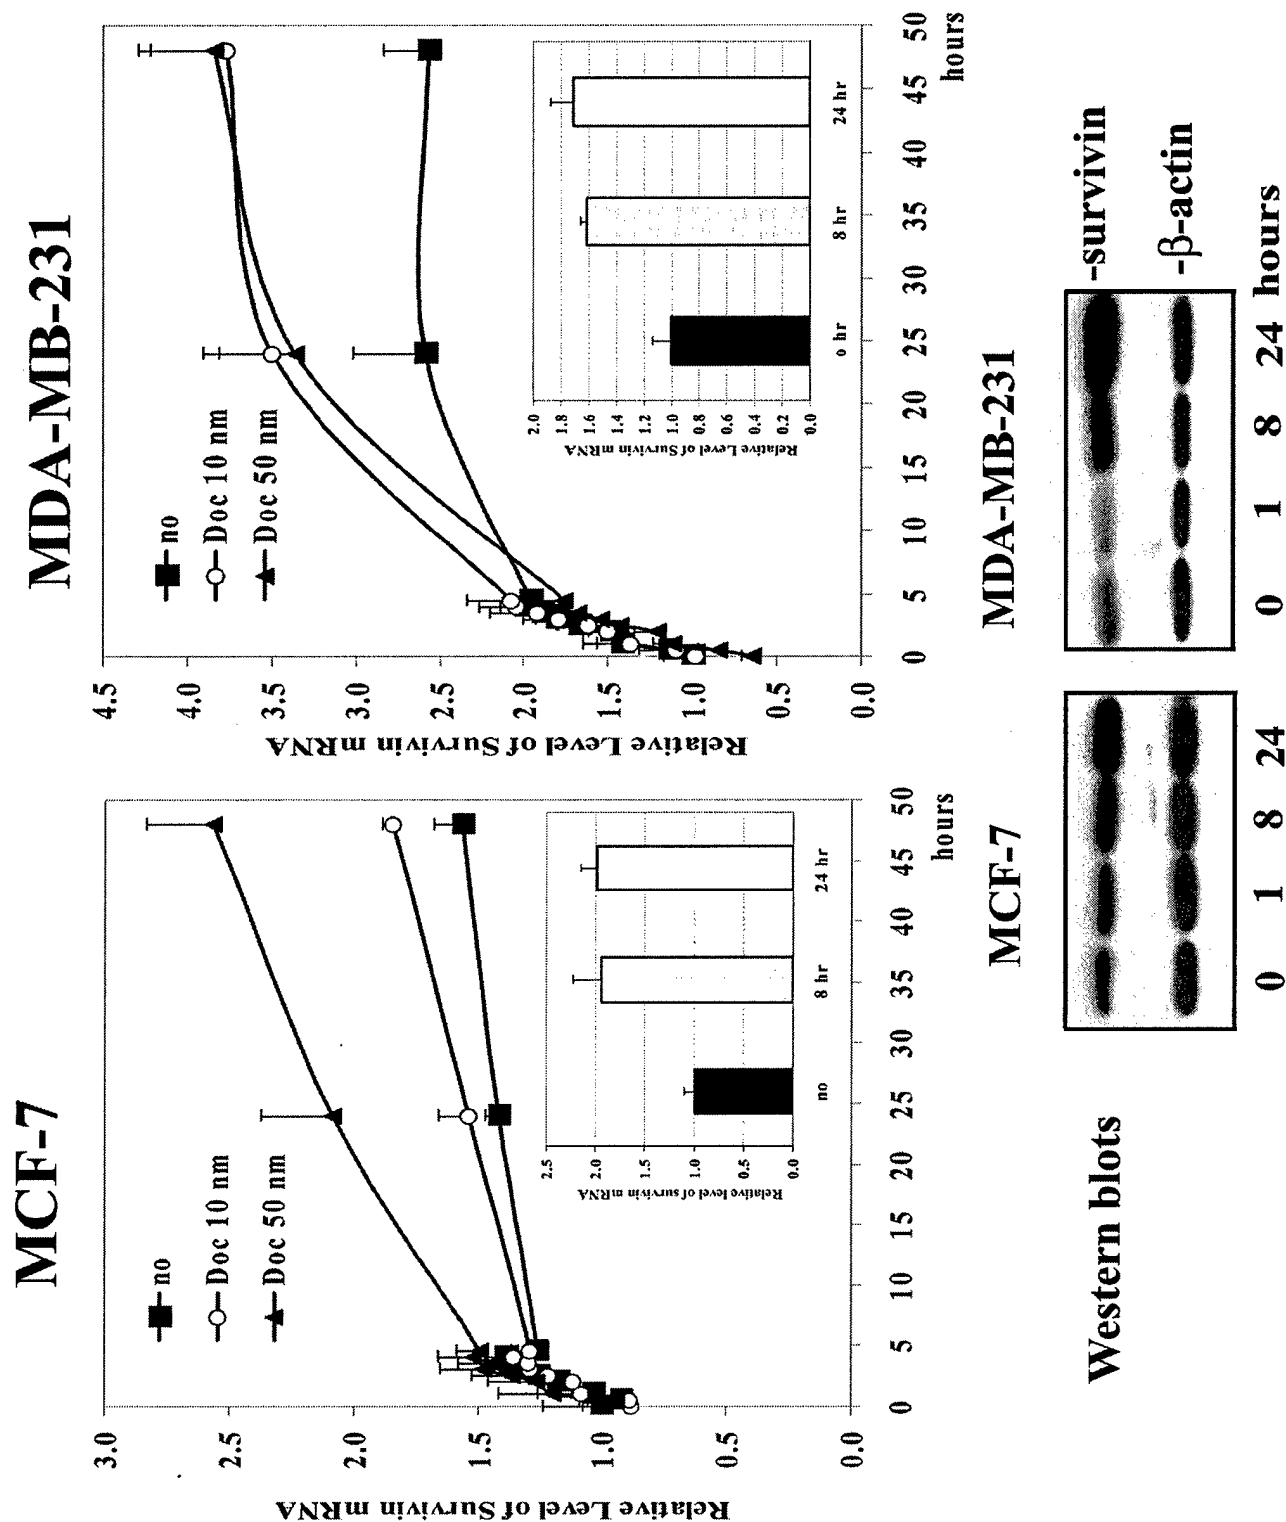 MCF-7
no
Doc 10 nm
Doc 50 nm
Relative Level of Survivin mRNA
3.0
2.5
2.0
1.5
1.0
0.5
0.0
0 5 10 15 20 25 30 35 40 45 50
hours
Relative level of survivin mRNA
2.5
2.0
1.5
1.0
0.5
0.0
no 8 hr 24 hr
MDA-MB-231
no
Doc 10 nm
Doc 50 nm
Relative Level of Survivin mRNA
4.5
4.0
3.5
3.0
2.5
2.0
1.5
1.0
0.5
0.0
0 5 10 15 20 25 30 35 40 45 50
hours
Relative Level of Survivin mRNA
2.0
1.8
1.6
1.4
1.2
1.0
0.8
0.6
0.4
0.2
0.0
o hr 8 hr 24 hr
Western blots
MCF-7 MDA-MB-231
-survivin
-β-actin
0 1 8 24 0 1 8 24 hours